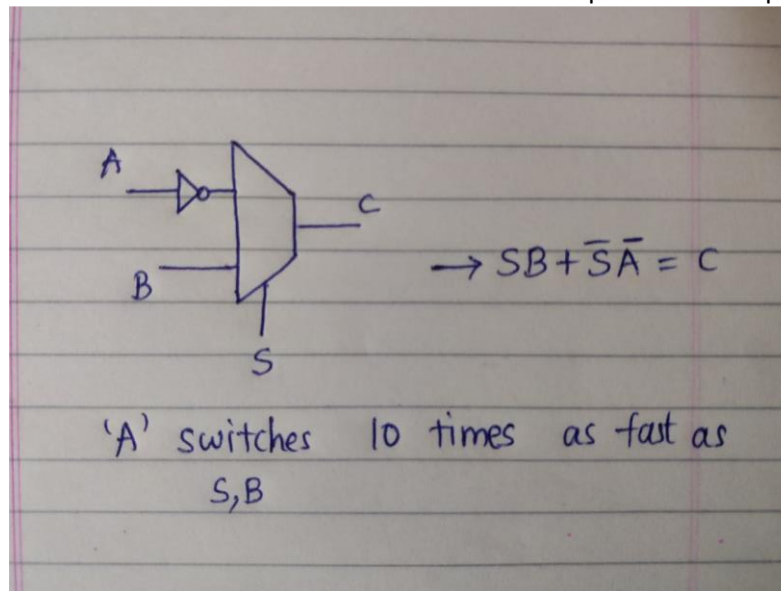 A
C
B
S
→ SB + S̅ A̅ = C
'A' switches 10 times as fast as
S,B